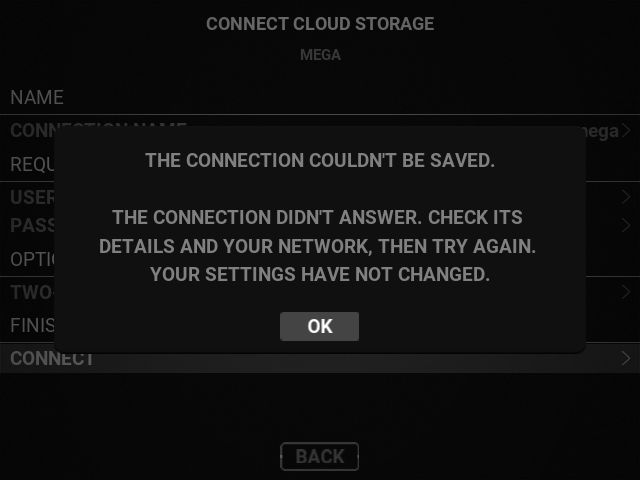 CONNECT CLOUD STORAGE
MEGA
NAME
mega
THE CONNECTION COULDN'T BE SAVED.
THE CONNECTION DIDN'T ANSWER. CHECK ITS
DETAILS AND YOUR NETWORK, THEN TRY AGAIN.
YOUR SETTINGS HAVE NOT CHANGED.
OK
CONNECT
BACK